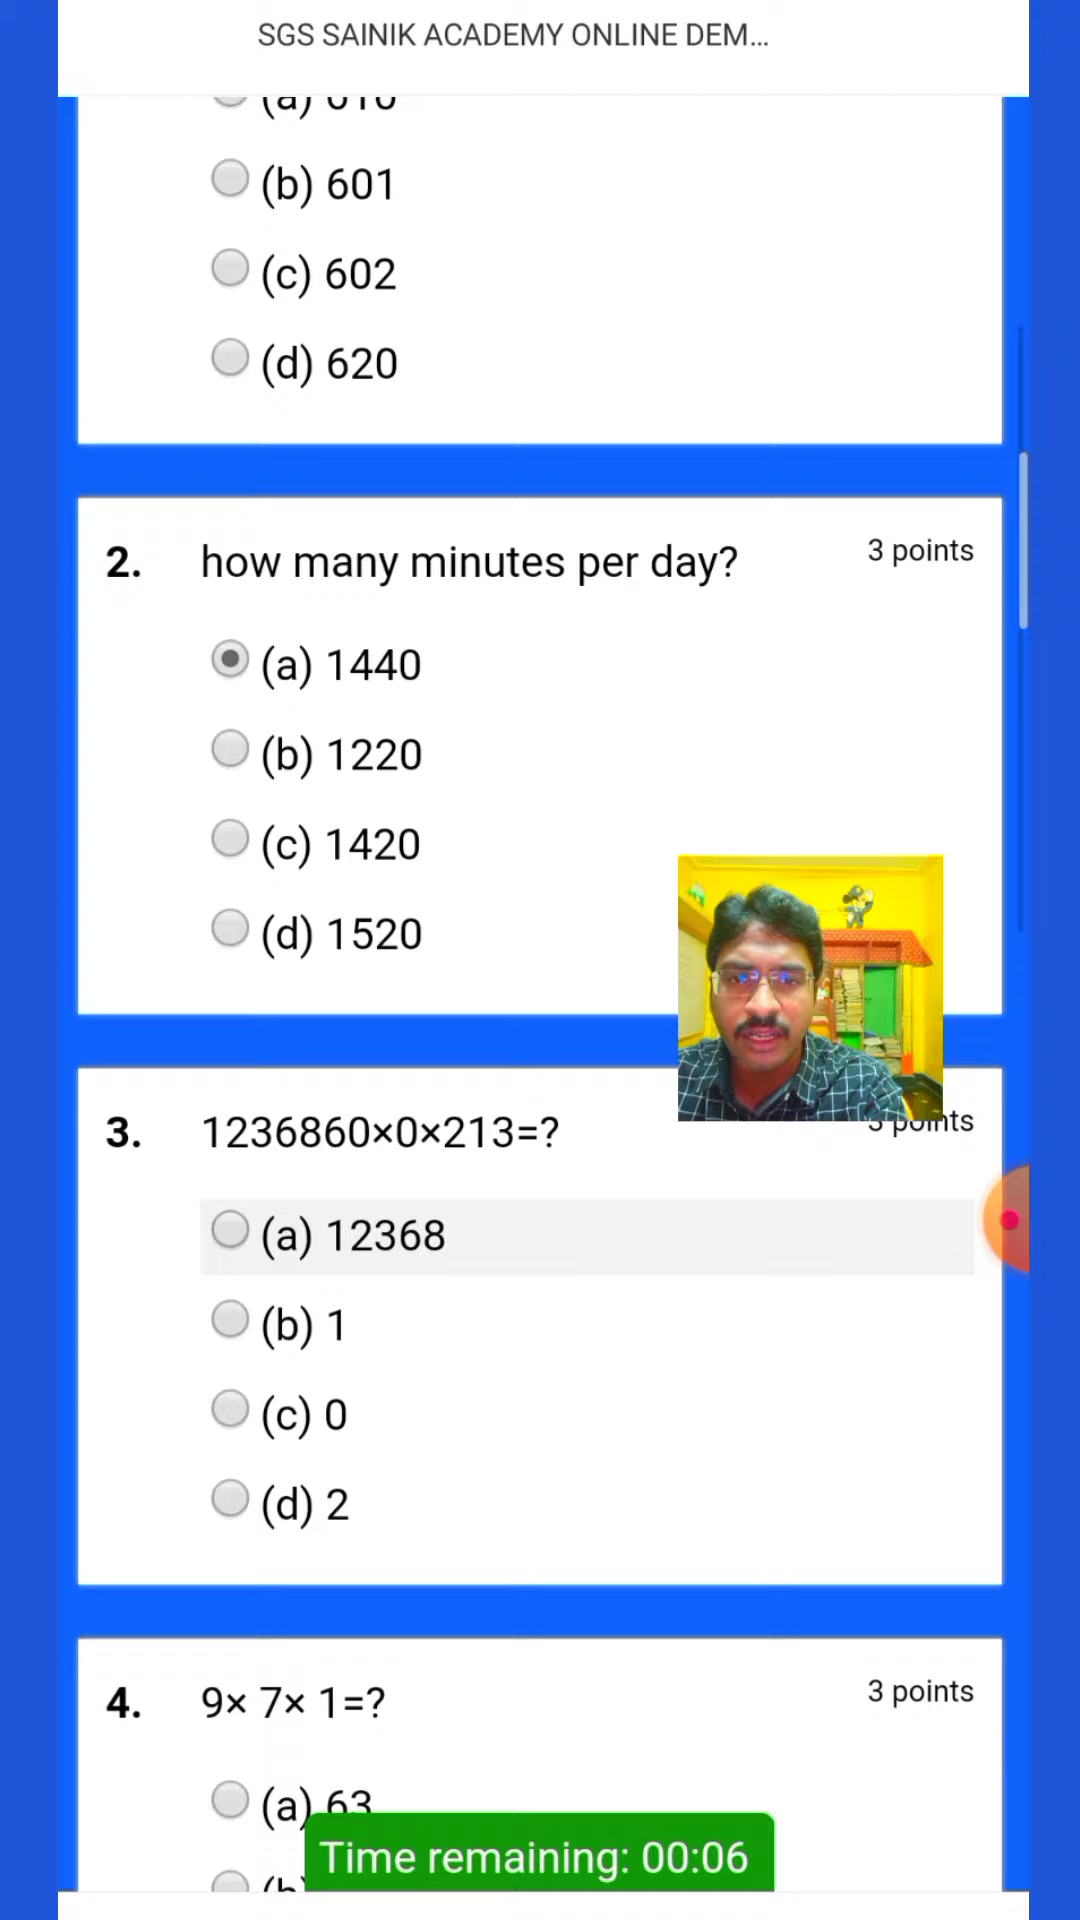 SGS SAINIK ACADEMY ONLINE DEM...
(b) 601
(c) 602
(d) 620
2. how many minutes per day? 3 points
(a) 1440
(b) 1220
(c) 1420
(d) 1520
3. 1236860×0×213=? 3 points
(a) 12368
(b) 1
(c) 0
(d) 2
4. 9× 7× 1=? 3 points
(a) 63
Time remaining: 00:06